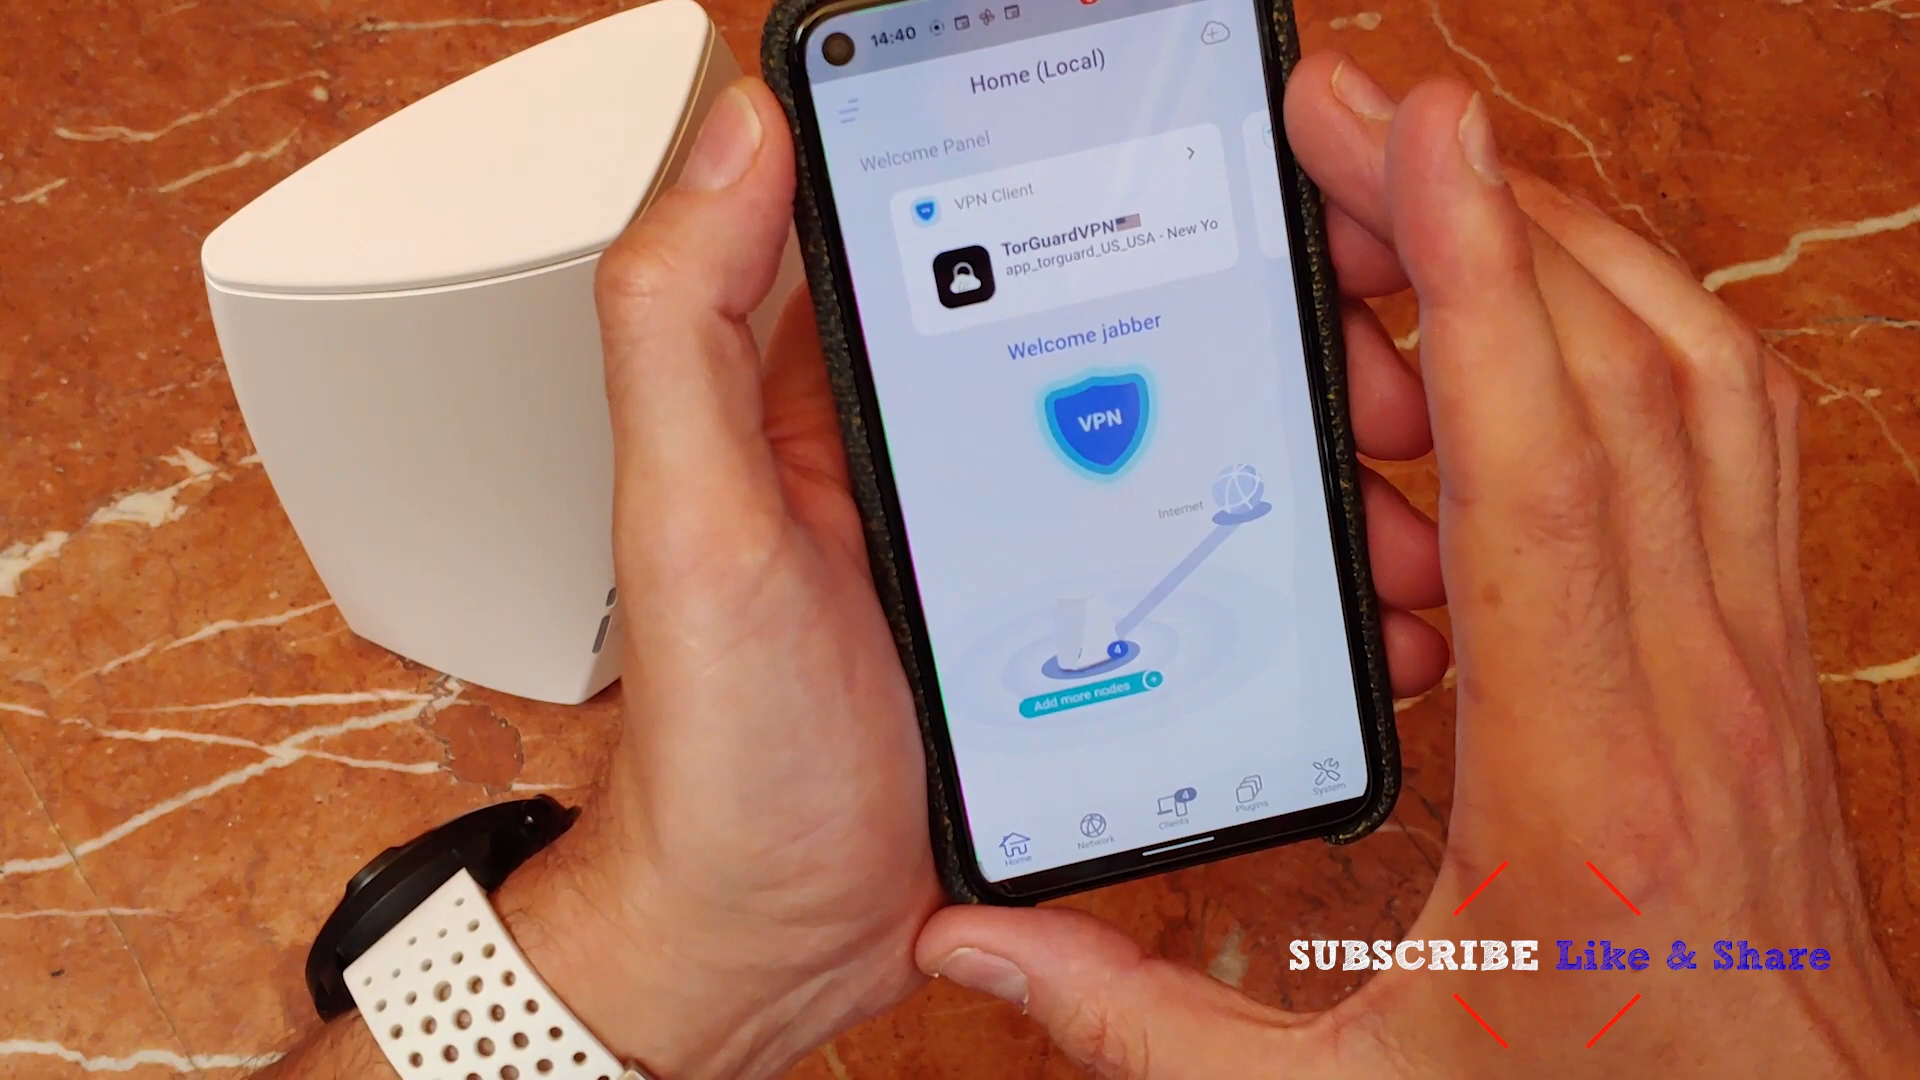 14:40
Home (Local)
Welcome Panel
VPN Client
TorGuardVPN
app_torguard_US_USA - New Yo
Welcome jabber
VPN
Internet
4
Add more nodes
Home
Network
4
Clients
Plugins
System
SUBSCRIBE Like & Share